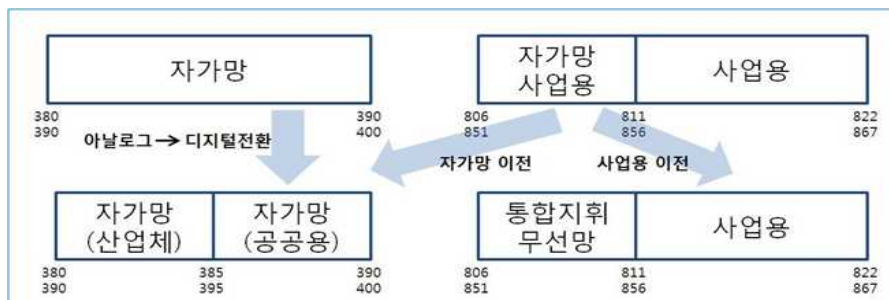 자가망
자가망
사업용
사업용
380
390
390
400
806
851
811
856
822
867
아날로그→ 디지털전환
자가망 이전
사업용 이전
자가망
(산업체)
자가망
(공공용)
통합지휘
무선망
사업용
380
390
385
395
390
400
806
851
811
856
822
867